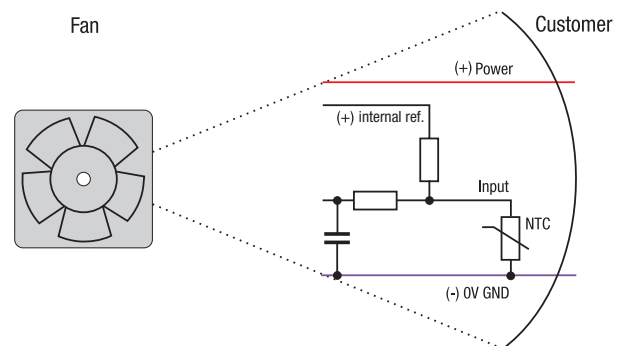 Fan
Customer
(+) Power
(+) internal ref.
Input
NTC
(-) 0V GND